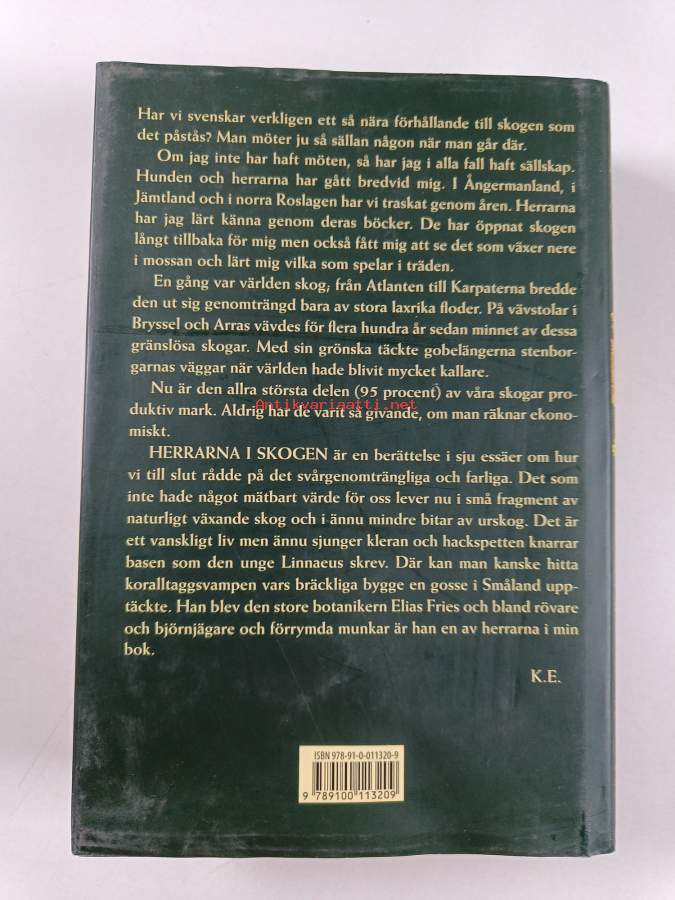 Har vi svenskar verkligen ett så nära förhållande till skogen som
det påstås? Man möter ju så sällan någon när man går där.
Om jag inte har haft möten, så har jag i alla fall haft sällskap.
Hunden och herrarna har gått bredvid mig. I Ångermanland, i
Jämtland och i norra Roslagen har vi traskat genom åren. Herrarna
har jag lärt känna genom deras böcker. De har öppnat skogen
långt tillbaka för mig men också fått mig att se det som växer nere
i mossan och lärt mig vilka som spelar i träden.
En gång var världen skog; från Atlanten till Karpaterna bredde
den ut sig genomträngd bara av stora laxrika floder. På vävstolar i
Bryssel och Arras vävdes för flera hundra år sedan minnet av dessa
gränslösa skogar. Med sin grönska täckte gobelängerna stenbor-
garnas väggar när världen hade blivit mycket kallare.
Nu är den allra största delen (95 procent) av våra skogar pro-
duktiv mark. Aldrig har de varit så givande, om man räknar ekono-
miskt.
Antikvariaatti.net
HERRARNA I SKOGEN är en berättelse i sju essäer om hur
vi till slut rådde på det svårgenomträngliga och farliga. Det som
inte hade något mätbart värde för oss lever nu i små fragment av
naturligt växande skog och i ännu mindre bitar av urskog. Det är
ett vanskligt liv men ännu sjunger kleran och hackspetten knarrar
basen som den unge Linnaeus skrev. Där kan man kanske hitta
koralltaggsvampen vars bräckliga bygge en gosse i Småland upp-
täckte. Han blev den store botanikern Elias Fries och bland rövare
och björnjägare och förrymda munkar är han en av herrarna i min
bok.
K.E.
ISBN 978-91-0-011320-9
9 789100 113209